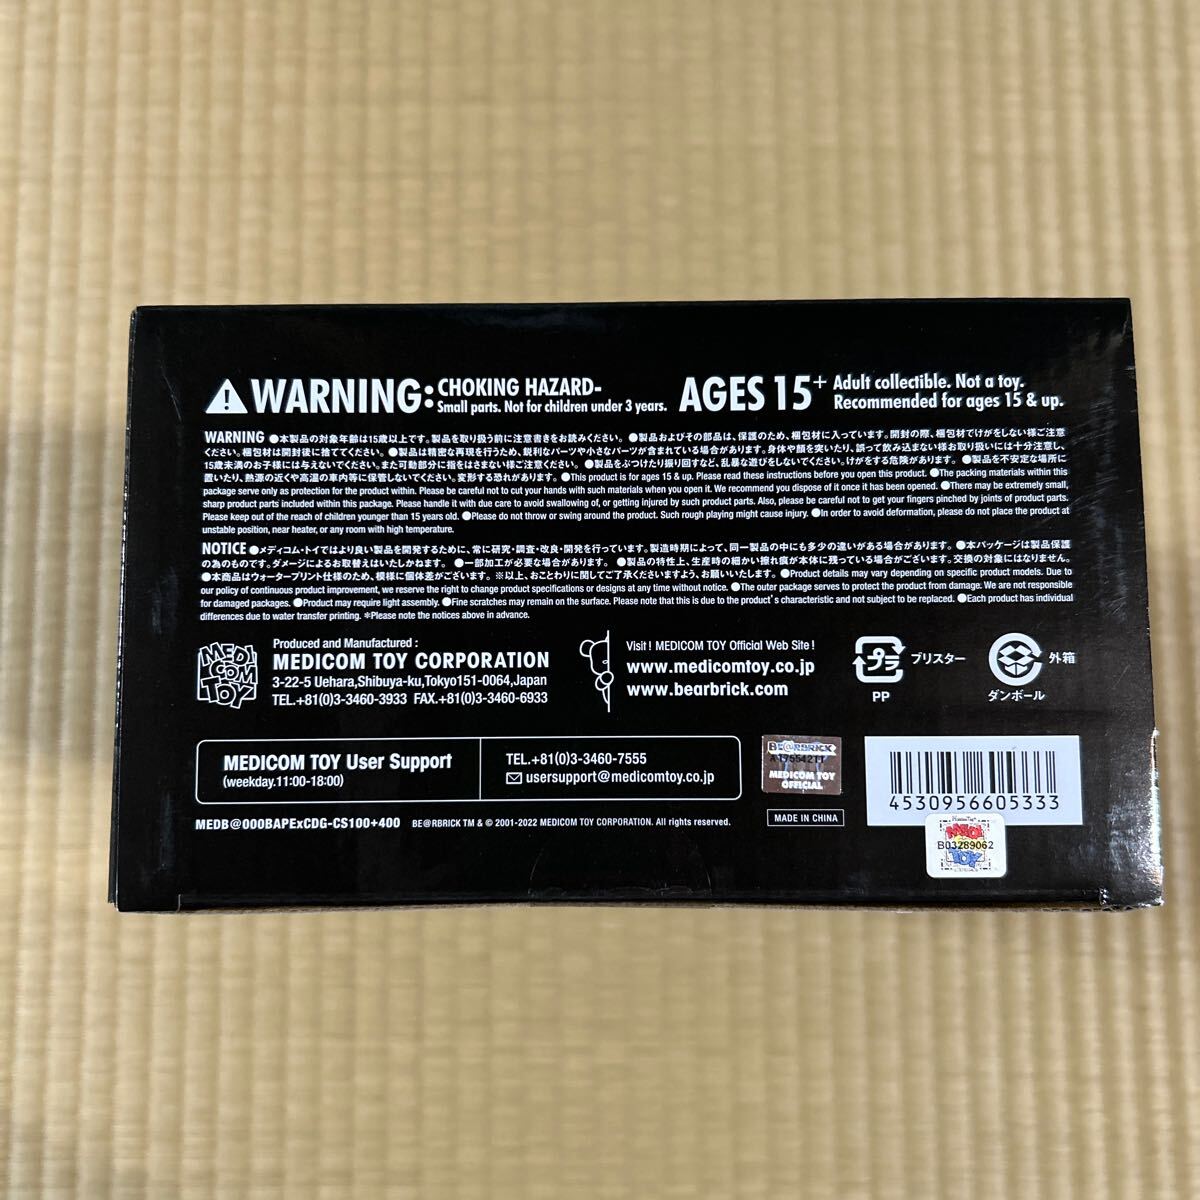 WARNING: CHOKING HAZARD-
Small parts. Not for children under 3 years.
AGES 15+ Adult collectible. Not a toy.
Recommended for ages 15 & up.
WARNING ●本製品の対象年齢は15歳以上です。製品を取り扱う前に注意書きをお読みください。 ●製品およびその部品は、保護のため、梱包材に入っています。開封の際、梱包材でけがをしない様ご注意
ください。梱包材は開封後に捨ててください。 ●製品は精密な再現を行うため、鋭利なパーツや小さなパーツが含まれている場合があります。身体や顔を突いたり、誤って飲み込まない様お取り扱いには十分注意し、
15歳未満のお子様には与えないでください。また可動部分に指をはさまない様ご注意ください。 ●製品をぶつけたり振り回すなど、乱暴な遊びをしないでください。けがをする危険があります。 ●製品を不安定な場所に
置いたり、熱源の近くや高温の車内等に保管しないでください。変形する恐れがあります。 ●This product is for ages 15 & up. Please read these instructions before you open this product. ●The packing materials within this
package serve only as protection for the product within. Please be careful not to cut your hands with such materials when you open it. We recommend you dispose of it once it has been opened. ●There may be extremely small,
sharp product parts included within this package. Please handle it with due care to avoid swallowing of, or getting injured by such product parts. Also, please be careful not to get your fingers pinched by joints of product parts.
Please keep out of the reach of children younger than 15 years old. ●Please do not throw or swing around the product. Such rough playing might cause injury. ●In order to avoid deformation, please do not place the product at
unstable position, near heater, or any room with high temperature.
NOTICE ●メディコム・トイではより良い製品を開発するために、常に研究・調査・改良・開発を行っています。製造時期によって、同一製品の中にも多少の違いがある場合があります。 ●本パッケージは製品保護
の為のものです。ダメージによるお取替えはいたしかねます。 ●一部加工が必要な場合があります。 ●製品の特性上、生産時の細かい擦れ痕が本体に残っている場合がございます。交換の対象にはなりません。
●本商品はウォータープリント仕様のため、模様に個体差がございます。※以上、おことわりに関してご了承くださいますよう、お願いいたします。 ●Product details may vary depending on specific product models. Due to
our policy of continuous product improvement, we reserve the right to change product specifications or designs at any time without notice. ●The outer package serves to protect the product from damage. We are not responsible
for damaged packages. ●Product may require light assembly. ●Fine scratches may remain on the surface. Please note that this is due to the product's characteristic and not subject to be replaced. ●Each product has individual
differences due to water transfer printing. *Please note the notices above in advance.
MEDI
COM
TOY
Produced and Manufactured :
MEDICOM TOY CORPORATION
3-22-5 Uehara,Shibuya-ku,Tokyo151-0064,Japan
TEL.+81(0)3-3460-3933 FAX.+81(0)3-3460-6933
Visit ! MEDICOM TOY Official Web Site !
www.medicomtoy.co.jp
www.bearbrick.com
プラ
ブリスター
PP
外箱
ダンボール
MEDICOM TOY User Support
(weekday.11:00-18:00)
TEL.+81(0)3-3460-7555
usersupport@medicomtoy.co.jp
BE@RBRICK
MEDICOM TOY
OFFICIAL
4530956605333
MEDB@000BAPExCDG-CS100+400
BE@RBRICK TM & © 2001-2022 MEDICOM TOY CORPORATION. All rights reserved.
MADE IN CHINA
MEDI
B03289062
TOY